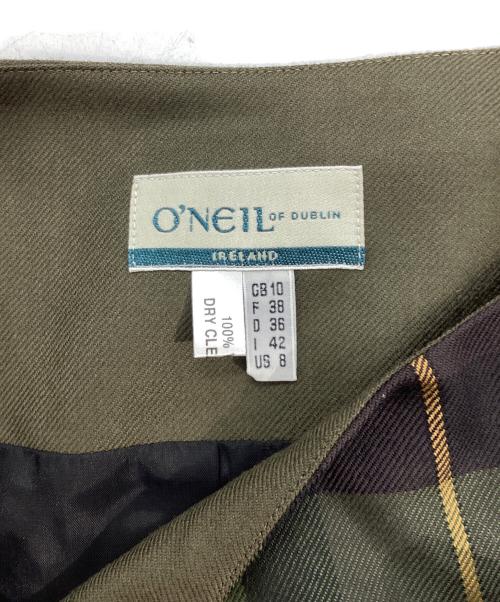 O'NEIL OF DUBLIN
IRELAND
100%
DRY CLE
GB 10
F 38
D 36
I 42
US 8